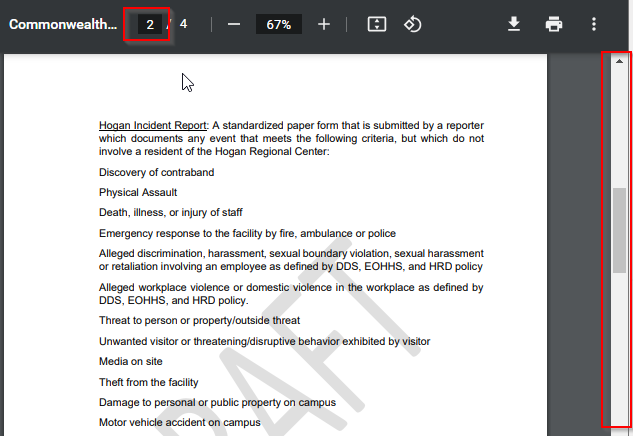 Commonwealth... 2 / 4 67%
Hogan Incident Report: A standardized paper form that is submitted by a reporter
which documents any event that meets the following criteria, but which do not
involve a resident of the Hogan Regional Center:
Discovery of contraband
Physical Assault
Death, illness, or injury of staff
Emergency response to the facility by fire, ambulance or police
Alleged discrimination, harassment, sexual boundary violation, sexual harassment
or retaliation involving an employee as defined by DDS, EOHHS, and HRD policy
Alleged workplace violence or domestic violence in the workplace as defined by
DDS, EOHHS, and HRD policy.
Threat to person or property/outside threat
Unwanted visitor or threatening/disruptive behavior exhibited by visitor
Media on site
Theft from the facility
Damage to personal or public property on campus
Motor vehicle accident on campus
RAFT